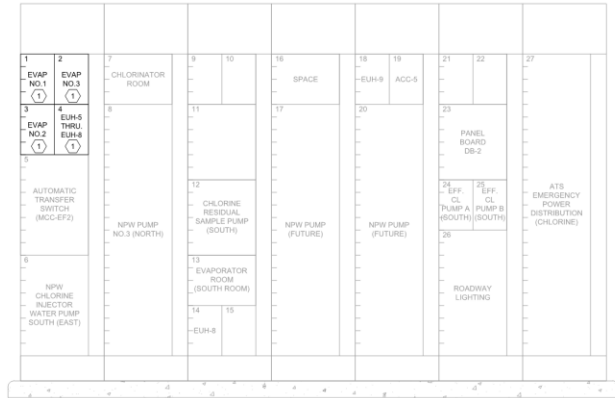 1
EVAP
NO.1
1
2
EVAP
NO.3
1
3
EVAP
NO.2
1
4
EUH-5
THRU.
EUH-8
1
5
AUTOMATIC
TRANSFER
SWITCH
(MCC-EF2)
6
NPW
CHLORINE
INJECTOR
WATER PUMP
SOUTH (EAST)
7
CHLORINATOR
ROOM
8
NPW PUMP
NO.3 (NORTH)
9
10
11
12
CHLORINE
RESIDUAL
SAMPLE PUMP
(SOUTH)
13
EVAPORATOR
ROOM
(SOUTH ROOM)
14
EUH-8
15
16
SPACE
17
NPW PUMP
(FUTURE)
18
EUH-9
19
ACC-5
20
NPW PUMP
(FUTURE)
21
22
23
PANEL
BOARD
DB-2
24
EFF.
CL
PUMP A
(SOUTH)
25
EFF.
CL
PUMP B
(SOUTH)
26
ROADWAY
LIGHTING
27
ATS
EMERGENCY
POWER
DISTRIBUTION
(CHLORINE)